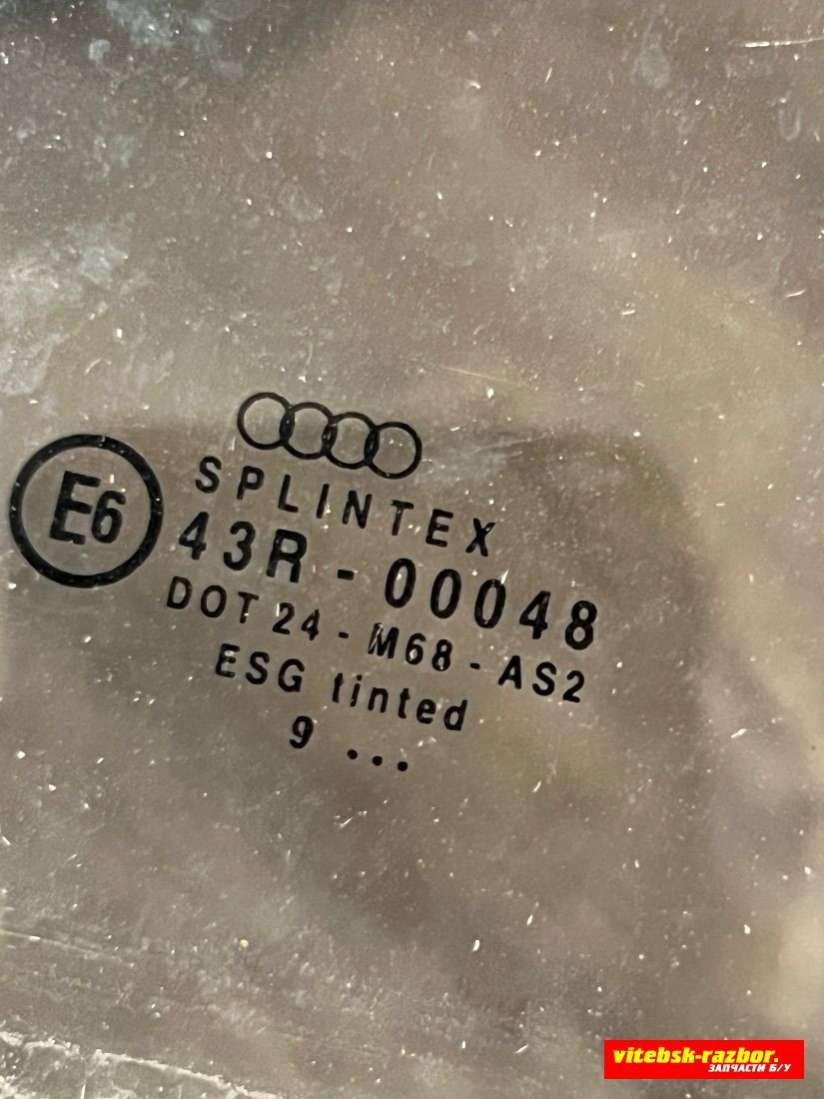 SPLINTEX
E6
43R - 00048
DOT 24 - M68 - AS2
ESG tinted
9 ...
vitebsk-razbor.
ЗАПЧАСТИ Б/У